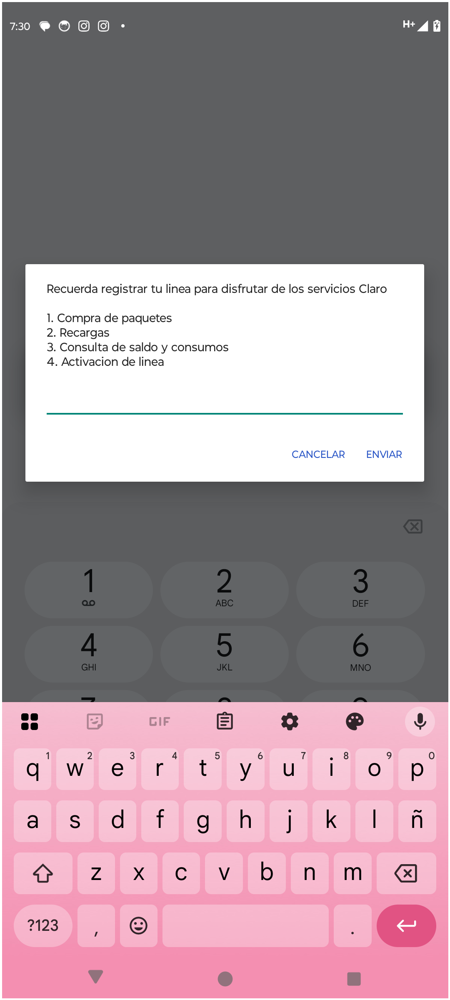 7:30
H+
Recuerda registrar tu linea para disfrutar de los servicios Claro
1. Compra de paquetes
2. Recargas
3. Consulta de saldo y consumos
4. Activacion de linea
CANCELAR ENVIAR
1 2 3
ABC DEF
4 5 6
GHI JKL MNO
GIF
1 2 3 4 5 6 7 8 9 0
q w e r t y u i o p
a s d f g h j k l ñ
z x c v b n m
?123 , .